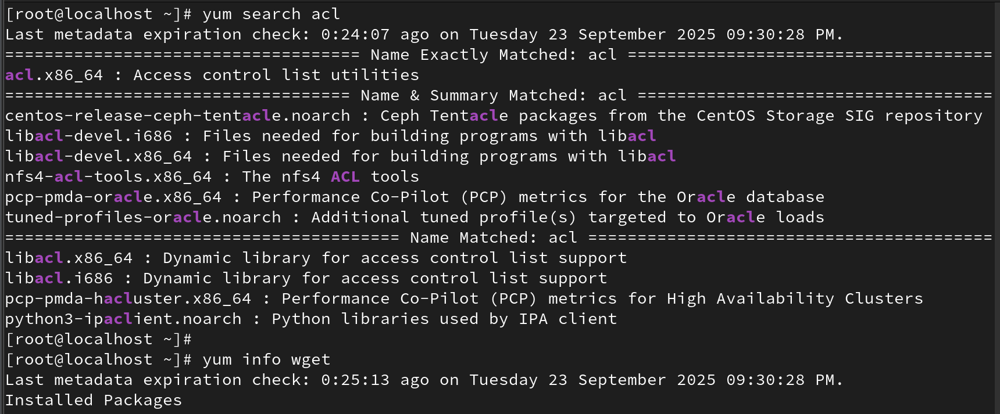 [root@localhost ~]# yum search acl
Last metadata expiration check: 0:24:07 ago on Tuesday 23 September 2025 09:30:28 PM.
==================================== Name Exactly Matched: acl =====================================
acl.x86_64 : Access control list utilities
=================================== Name & Summary Matched: acl ====================================
centos-release-ceph-tentacle.noarch : Ceph Tentacle packages from the CentOS Storage SIG repository
libacl-devel.i686 : Files needed for building programs with libacl
libacl-devel.x86_64 : Files needed for building programs with libacl
nfs4-acl-tools.x86_64 : The nfs4 ACL tools
pcp-pmda-oracle.x86_64 : Performance Co-Pilot (PCP) metrics for the Oracle database
tuned-profiles-oracle.noarch : Additional tuned profile(s) targeted to Oracle loads
======================================== Name Matched: acl =========================================
libacl.x86_64 : Dynamic library for access control list support
libacl.i686 : Dynamic library for access control list support
pcp-pmda-hacluster.x86_64 : Performance Co-Pilot (PCP) metrics for High Availability Clusters
python3-ipaclient.noarch : Python libraries used by IPA client
[root@localhost ~]#
[root@localhost ~]# yum info wget
Last metadata expiration check: 0:25:13 ago on Tuesday 23 September 2025 09:30:28 PM.
Installed Packages